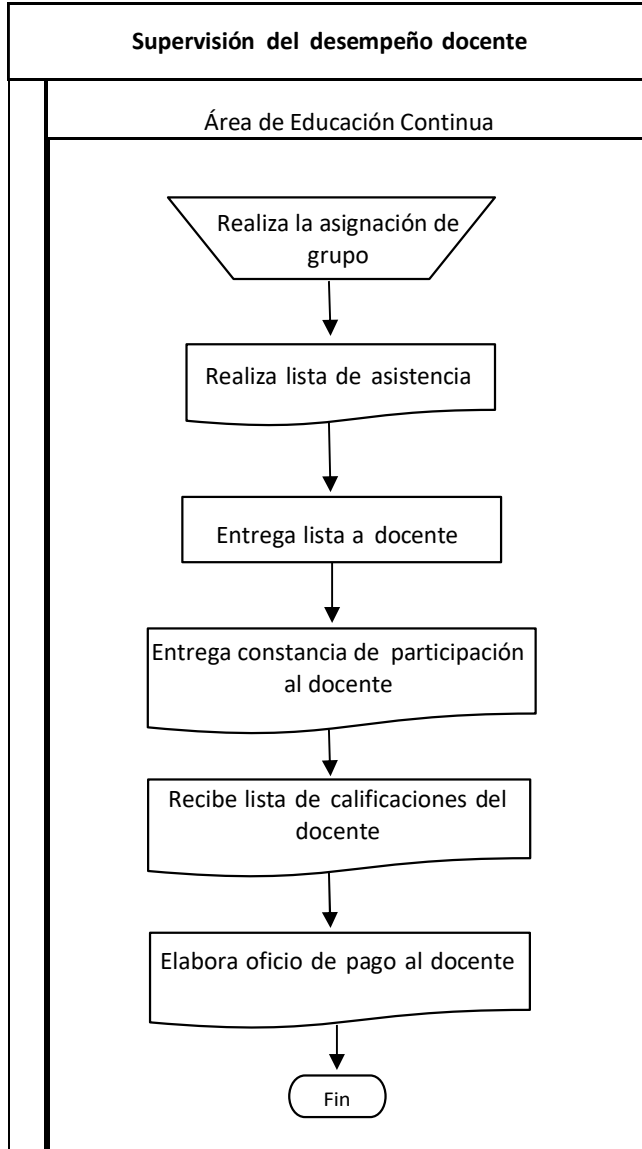 Supervisión del desempeño docente
Área de Educación Continua
Realiza la asignación de
grupo
Realiza lista de asistencia
Entrega lista a docente
Entrega constancia de participación
al docente
Recibe lista de calificaciones del
docente
Elabora oficio de pago al docente
Fin